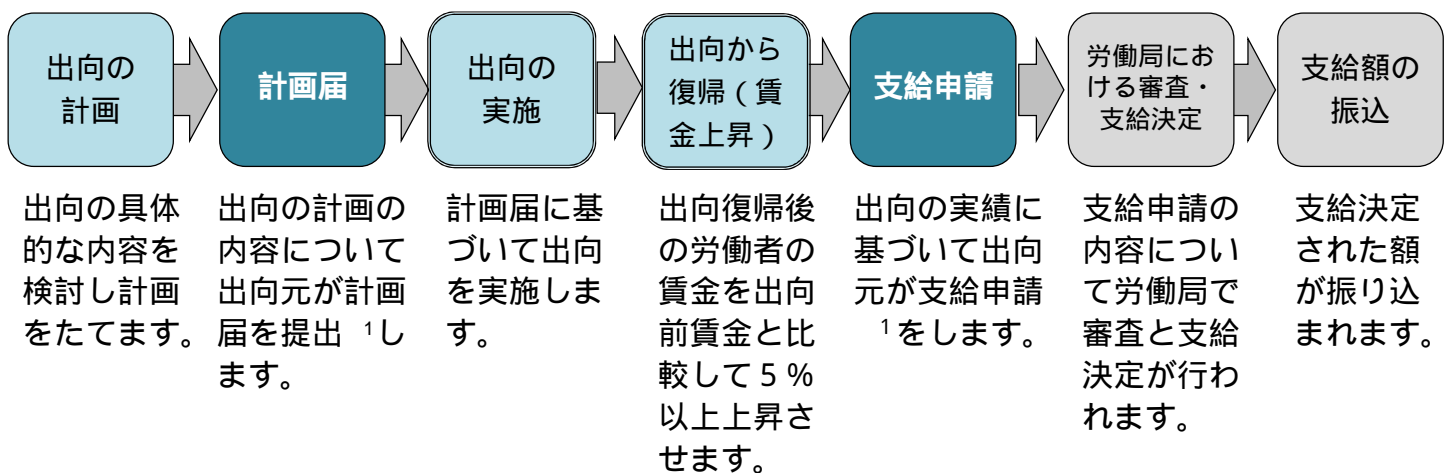 出向の
計画
計画届
出向の
実施
出向から
復帰（賃
金上昇）
支給申請
労働局にお
ける審査・
支給決定
支給額の
振込
出向の具体
的な内容を
検討し計画
をたてます。
出向の計画の
内容について
出向元が計画
届を提出 1し
ます。
計画届に基
づいて出向
を実施しま
す。
出向復帰後
の労働者の
賃金を出向
前賃金と比
較して５％
以上上昇さ
せます。
出向の実績に
基づいて出向
元が支給申請
1をします。
支給申請の
内容につい
て労働局で
審査と支給
決定が行わ
れます。
支給決定
された額
が振り込
まれます。